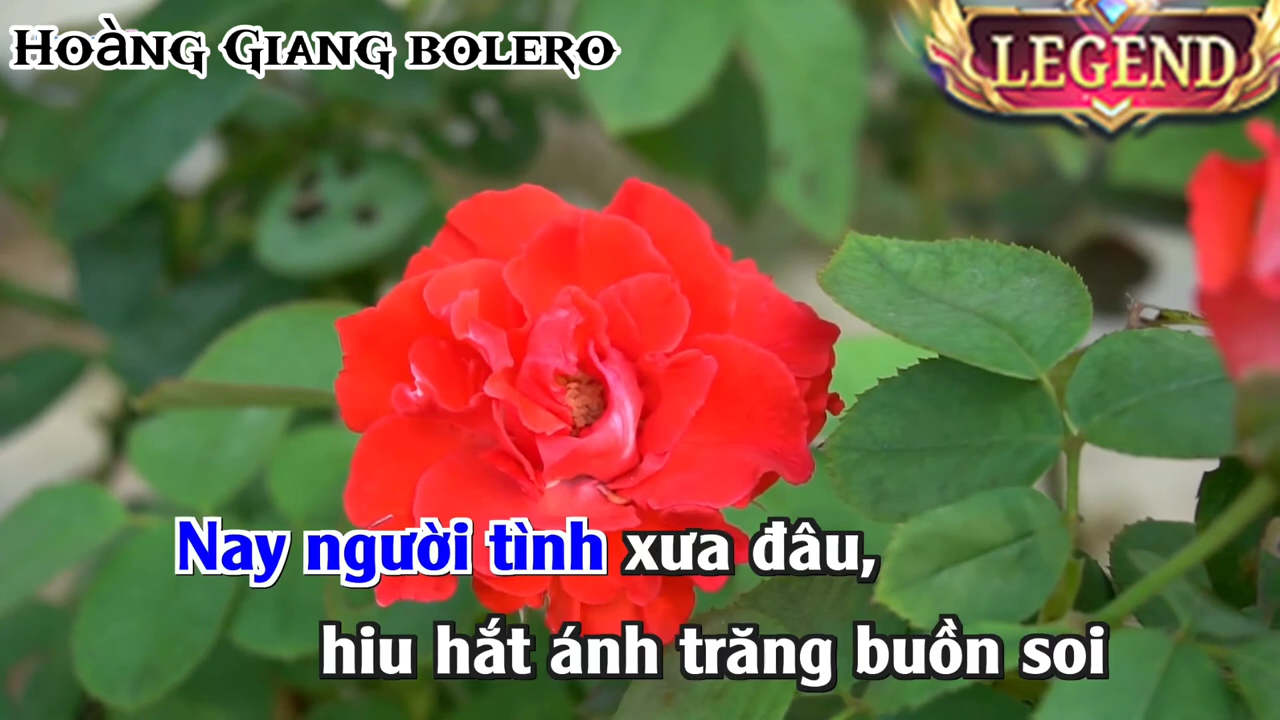 Hoàng Giang bolero
LEGEND
Nay người tình xưa đâu,
hiu hắt ánh trăng buồn soi